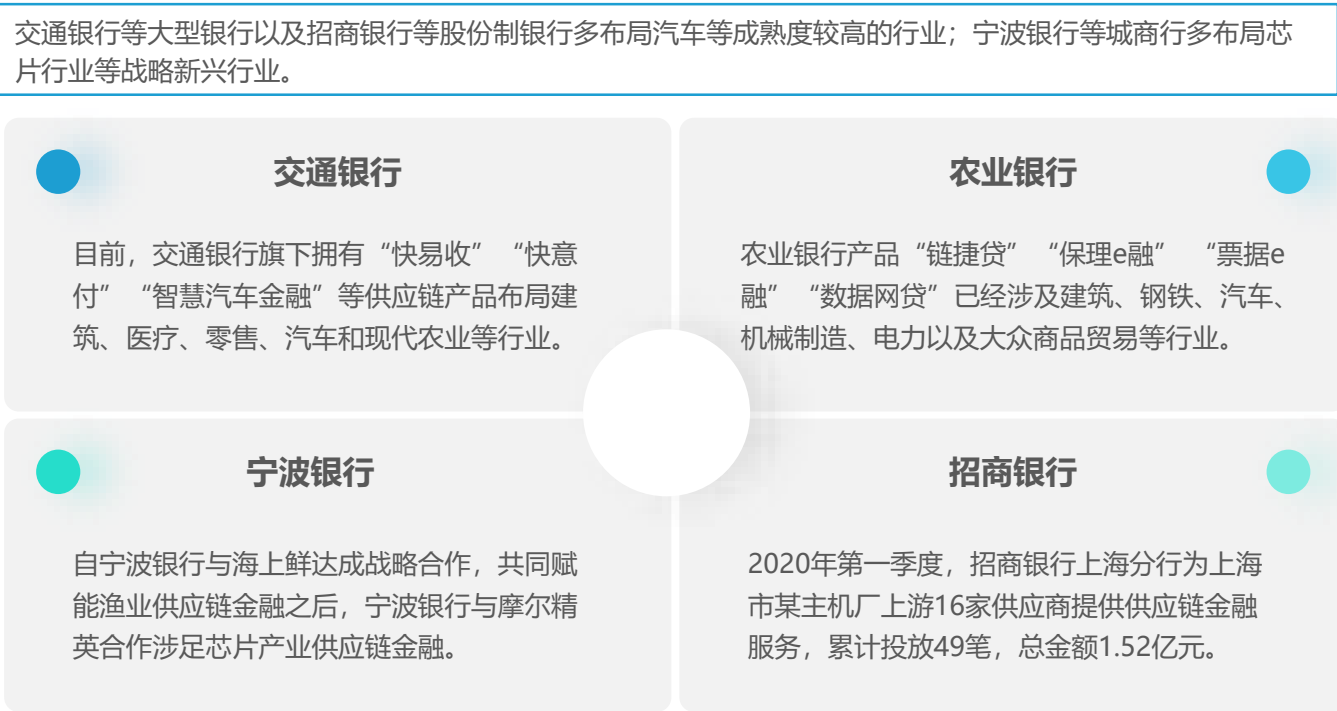 交通银行等大型银行以及招商银行等股份制银行多布局汽车等成熟度较高的行业；宁波银行等城商行多布局芯
片行业等战略新兴行业。
交通银行
目前，交通银行旗下拥有“快易收”“快意
付”“智慧汽车金融”等供应链产品布局建
筑、医疗、零售、汽车和现代农业等行业。
农业银行
农业银行产品“链捷贷”“保理e融” “票据e
融”“数据网贷”已经涉及建筑、钢铁、汽车、
机械制造、电力以及大众商品贸易等行业。
宁波银行
自宁波银行与海上鲜达成战略合作，共同赋
能渔业供应链金融之后，宁波银行与摩尔精
英合作涉足芯片产业供应链金融。
招商银行
2020年第一季度，招商银行上海分行为上海
市某主机厂上游16家供应商提供供应链金融
服务，累计投放49笔，总金额1.52亿元。